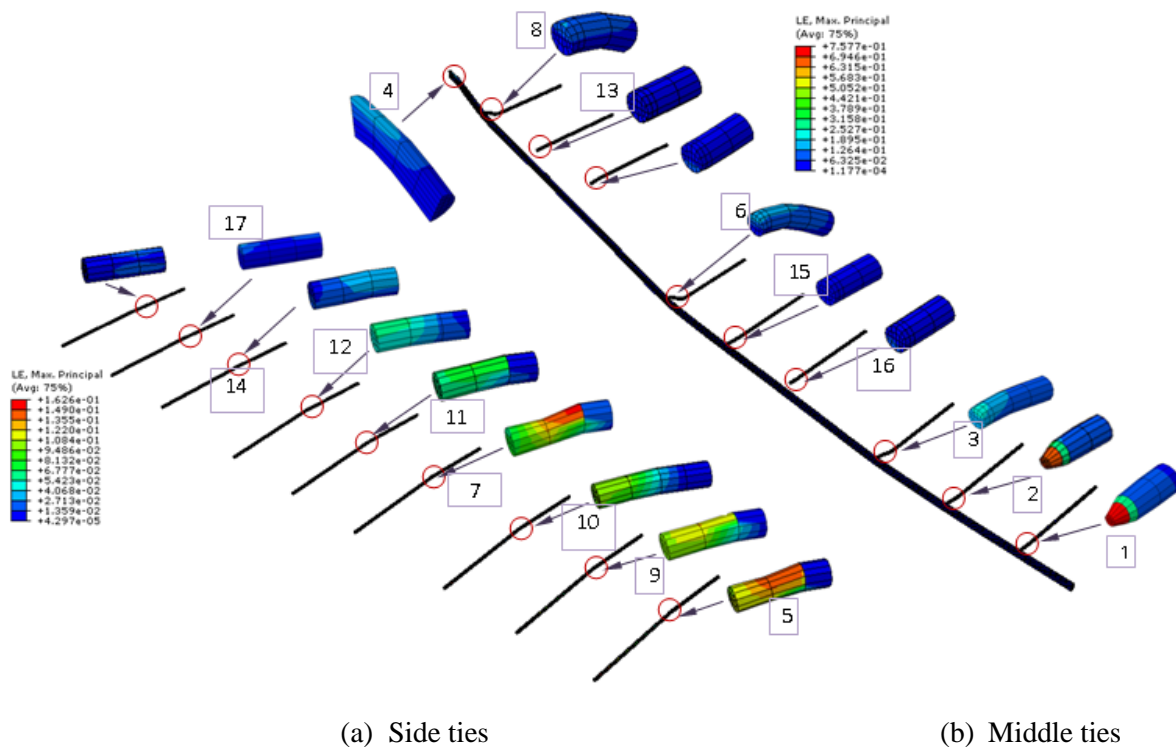 LE, Max. Principal
(Avg: 75%)
+7.577e-01
+6.946e-01
+6.315e-01
+5.683e-01
+5.052e-01
+4.421e-01
+3.789e-01
+3.158e-01
+2.527e-01
+1.895e-01
+1.264e-01
+6.325e-02
+1.177e-04
8
4
13
6
17
15
12
16
14
LE, Max. Principal
(Avg: 75%)
+1.626e-01
+1.490e-01
+1.355e-01
+1.220e-01
+1.084e-01
+9.486e-02
+8.132e-02
+6.777e-02
+5.423e-02
+4.068e-02
+2.713e-02
+1.359e-02
+4.297e-05
11
3
7
2
10
1
9
5
(a) Side ties
(b) Middle ties